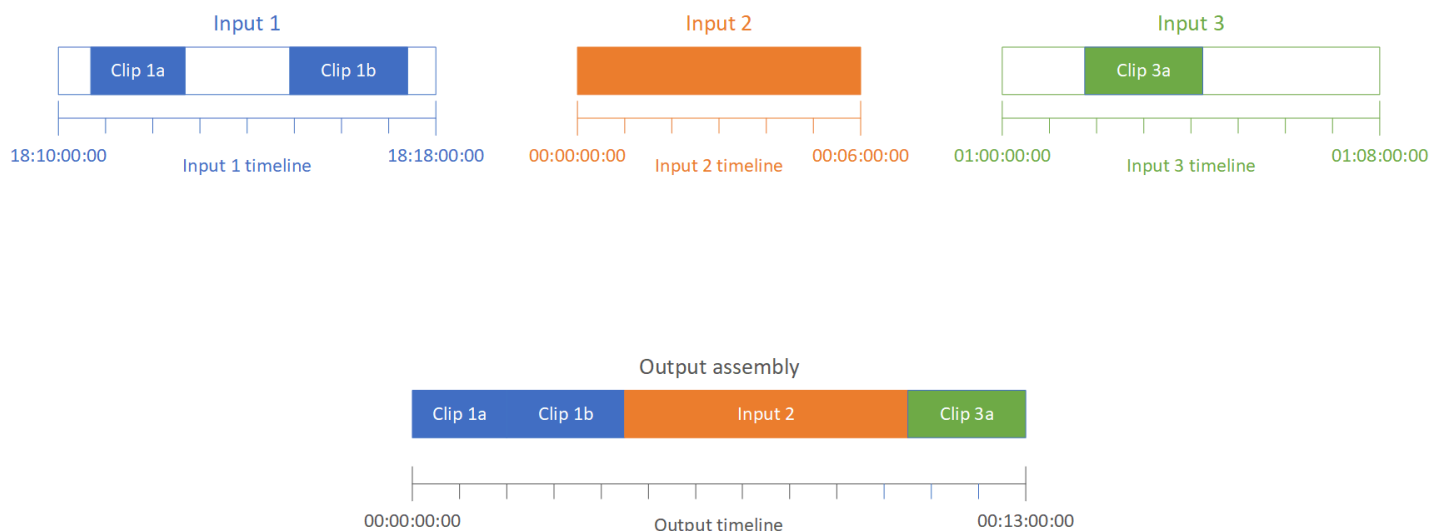 Input 1
Input 2
Input 3
Clip 1a
Clip 1b
Clip 3a
18:10:00:00
Input 1 timeline
18:18:00:00
00:00:00:00
Input 2 timeline
00:06:00:00
01:00:00:00
Input 3 timeline
01:08:00:00
Output assembly
Clip 1a
Clip 1b
Input 2
Clip 3a
00:00:00:00
Output timeline
00:13:00:00